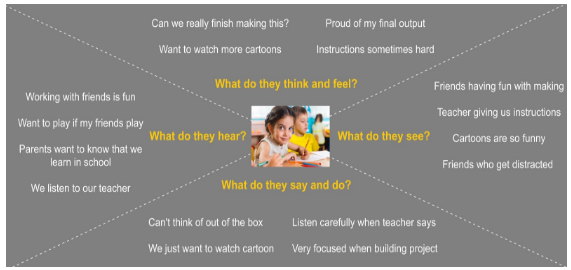 Can we really finish making this?
Proud of my final output
Want to watch more cartoons
Instructions sometimes hard
What do they think and feel?
Working with friends is fun
Want to play if my friends play
Parents want to know that we
learn in school
We listen to our teacher
What do they hear?
What do they see?
Friends having fun with making
Teacher giving us instructions
Cartoons are so funny
Friends who get distracted
What do they say and do?
Can't think of out of the box
Listen carefully when teacher says
We just want to watch cartoon
Very focused when building project